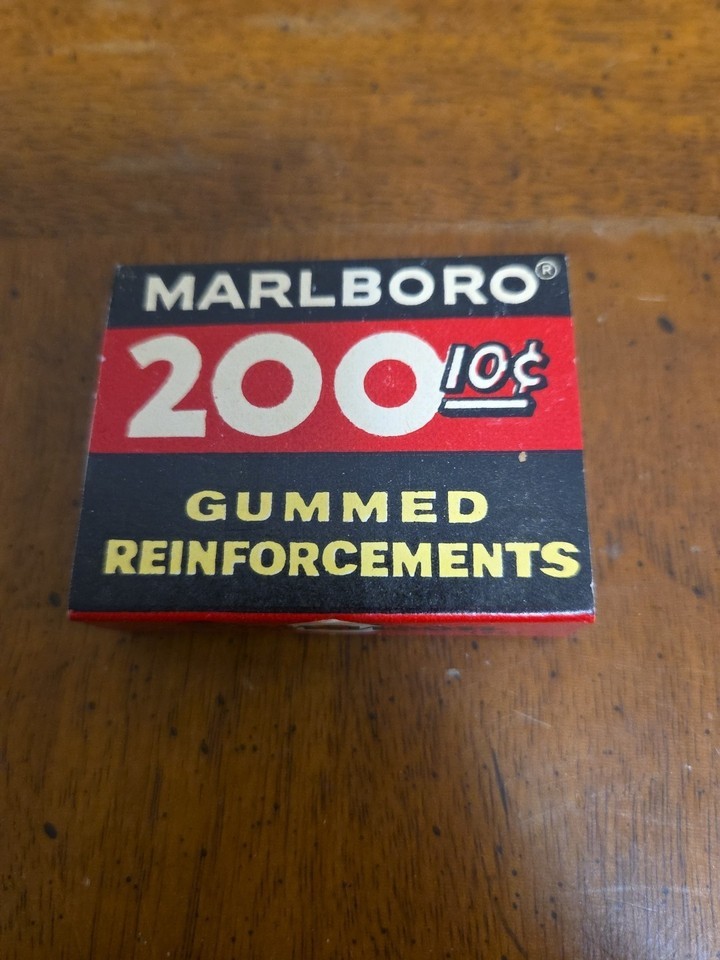 MARLBORO®
200 10¢
GUMMED
REINFORCEMENTS